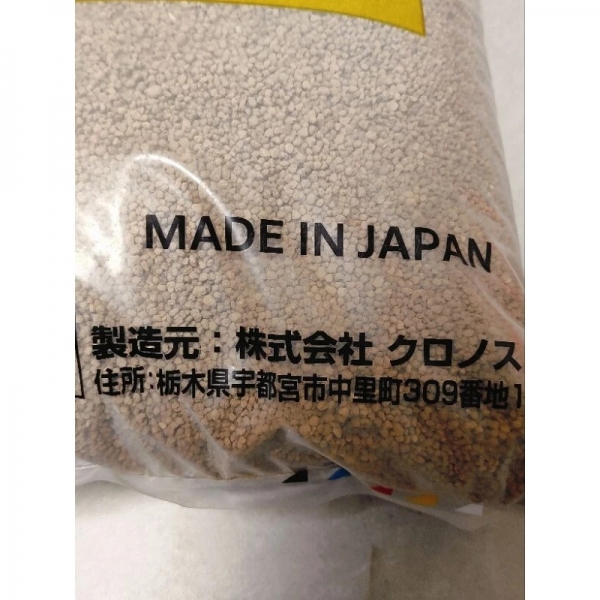 MADE IN JAPAN
製造元：株式会社 クロノス
住所：栃木県宇都宮市中里町309番地1